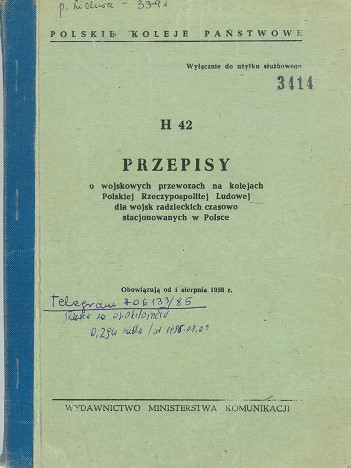 p.
POLSKIE KOLEJE PAŃSTWOWE
Wyłącznie do użytku służbowego
3414
H 42
PRZEPISY
o wojskowych przewozach na kolejach
Polskiej Rzeczypospolitej Ludowej
dla wojsk radzieckich czasowo
stacjonowanych w Polsce
Obowiązują od 1 sierpnia 1958 r.
Telegram
WYDAWNICTWO MINISTERSTWA KOMUNIKACJI